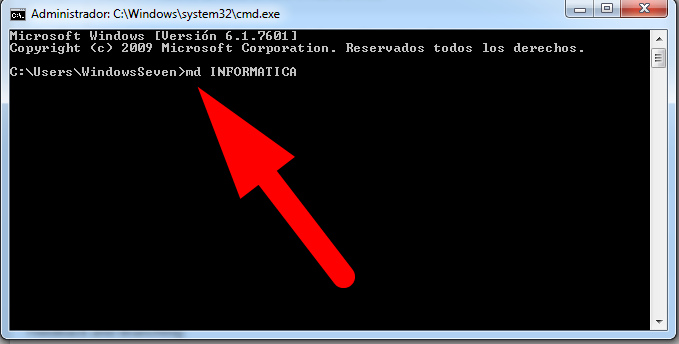 Administrador: C:\Windows\system32\cmd.exe
Microsoft Windows [Versión 6.1.7601]
Copyright (c) 2009 Microsoft Corporation. Reservados todos los derechos.
C:\Users\WindowsSeven>md INFORMATICA